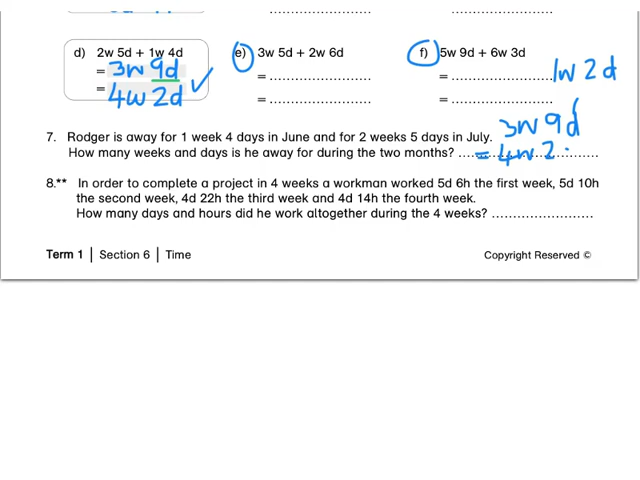 d) 2w 5d + 1w 4d
= 3w 9d
= 4w 2d ✓
e) 3w 5d + 2w 6d
= ........................
= ........................
f) 5w 9d + 6w 3d
= ........................ 1w 2d
= ........................
7. Rodger is away for 1 week 4 days in June and for 2 weeks 5 days in July. 3w 9d
How many weeks and days is he away for during the two months? ........................ = 4w 2
8.** In order to complete a project in 4 weeks a workman worked 5d 6h the first week, 5d 10h
the second week, 4d 22h the third week and 4d 14h the fourth week.
How many days and hours did he work altogether during the 4 weeks? ........................
Term 1 | Section 6 | Time
Copyright Reserved ©